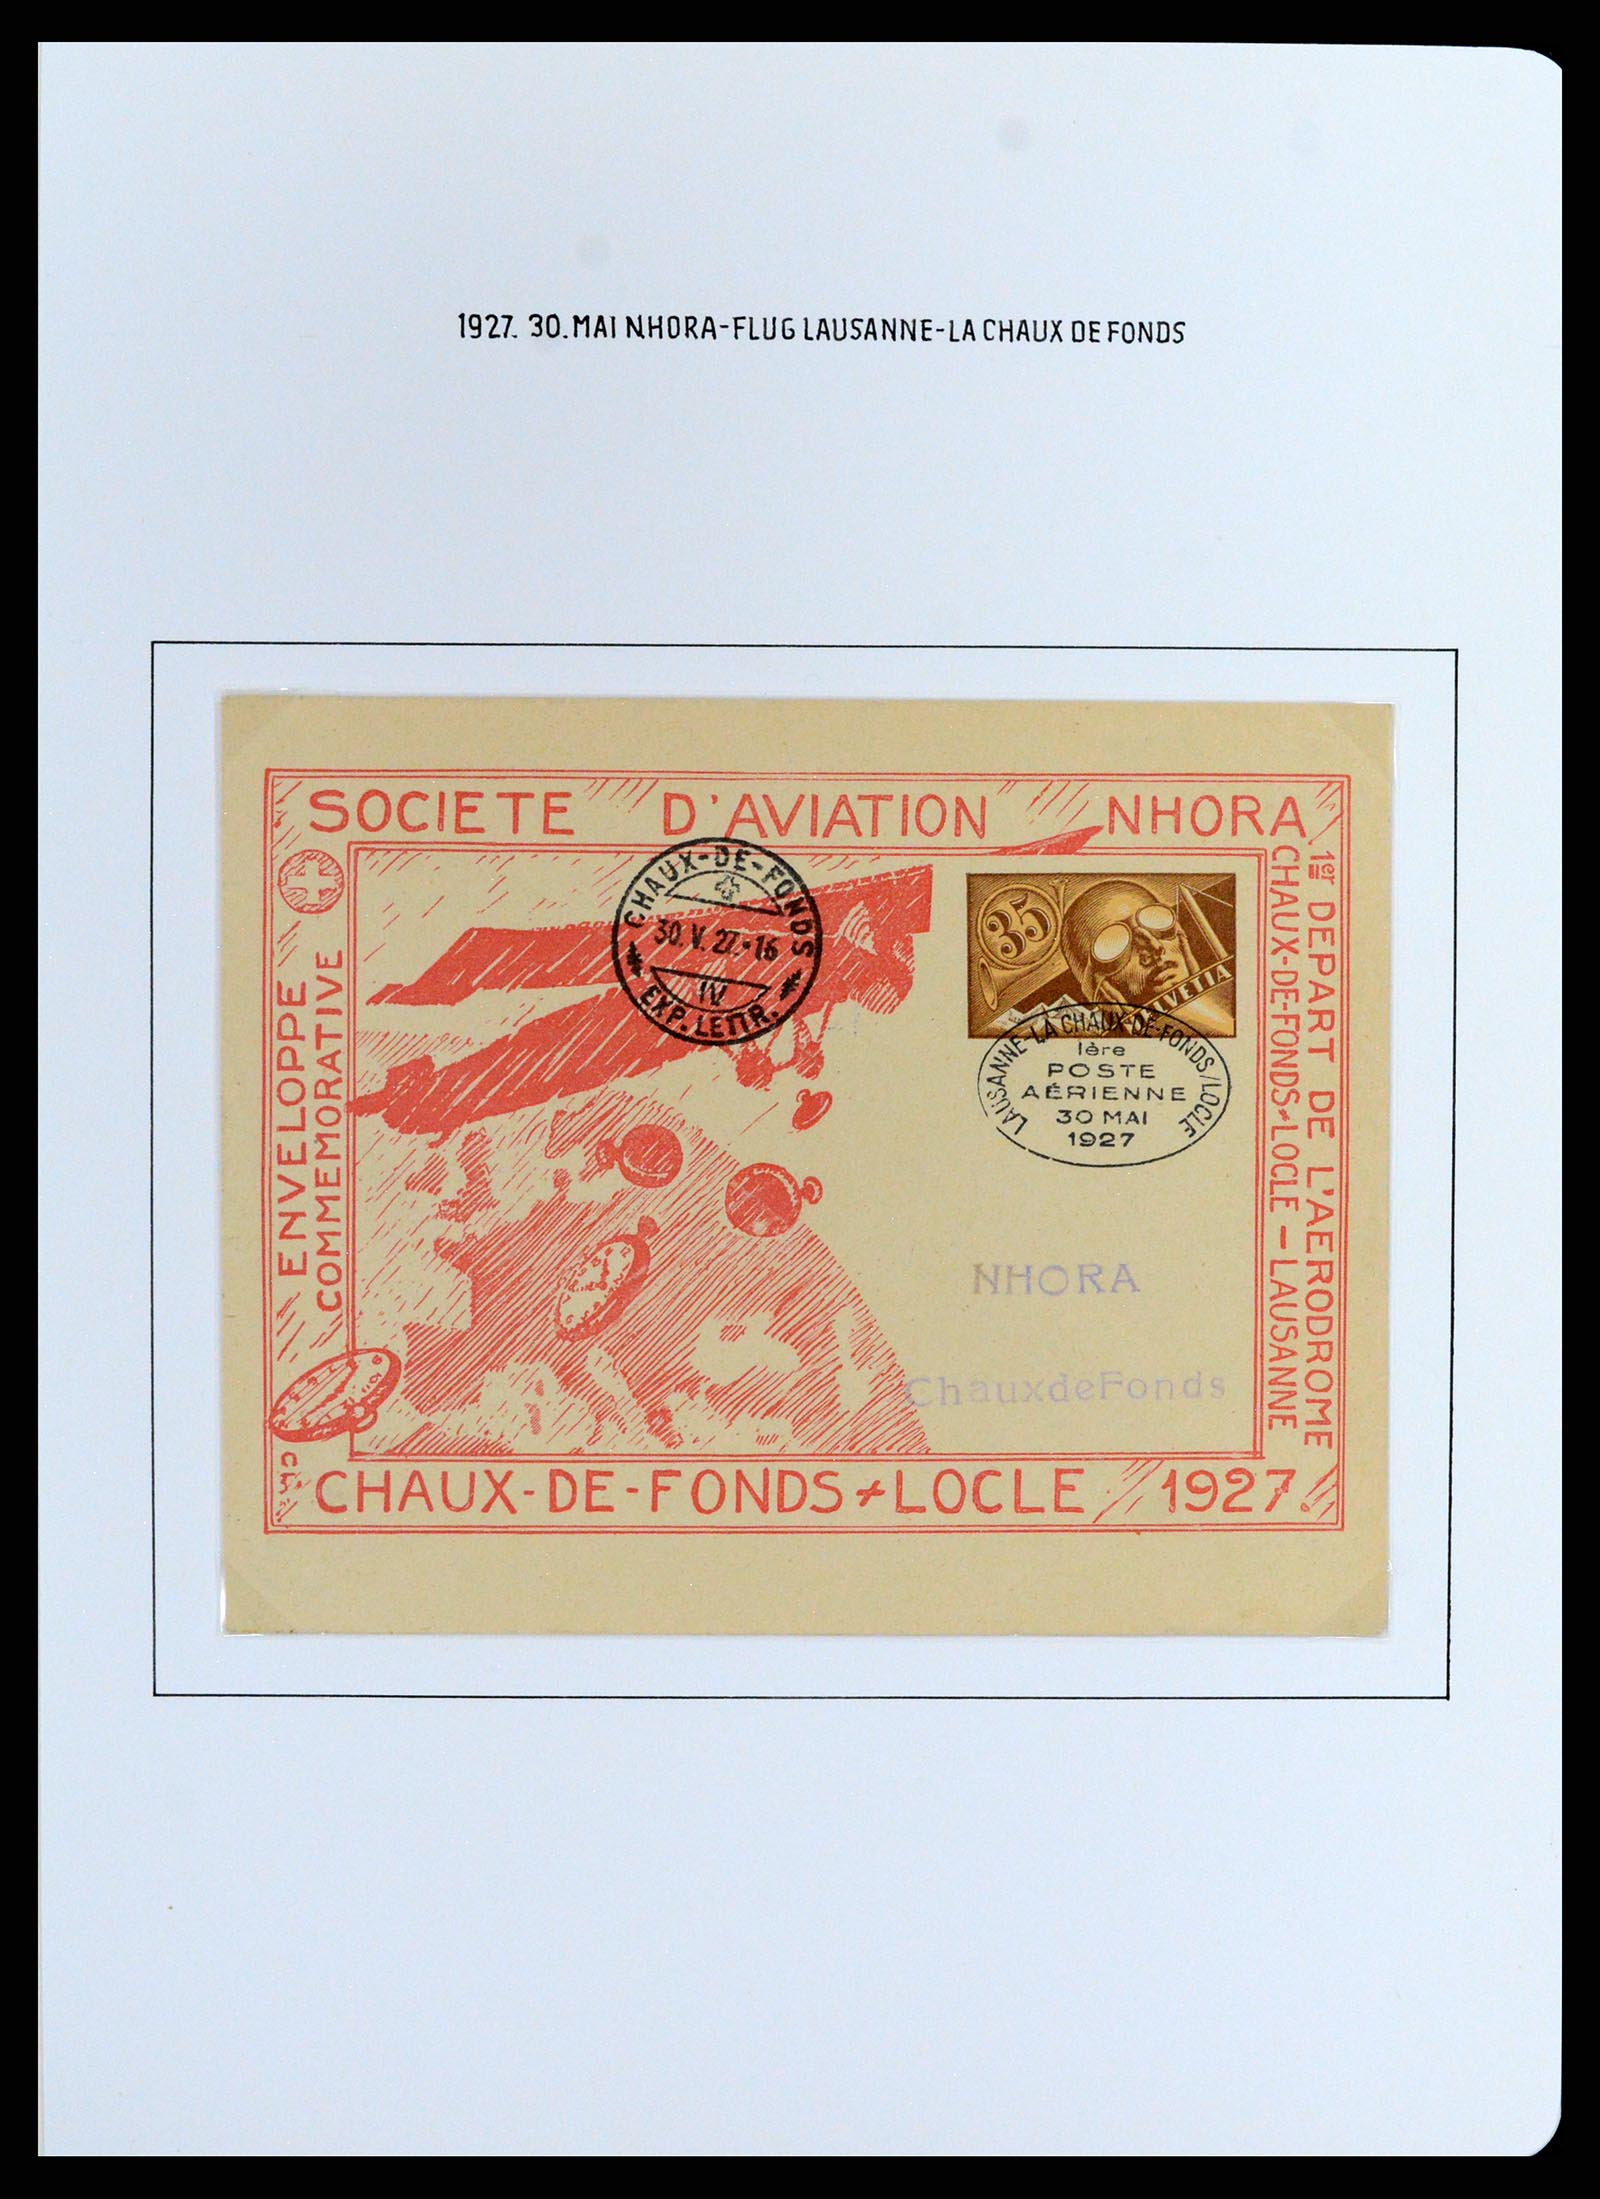 1927. 30. MAI NHORA-FLUG LAUSANNE-LA CHAUX DE FONDS
SOCIETE D'AVIATION NHORA
ENVELOPPE
COMMEMORATIVE
1er DEPART DE L'AERODROME
CHAUX-DE-FONDS+LOCLE — LAUSANNE
CHAUX-DE-FONDS
30.V.27.-16
IV
EXP. LETTR.
35
HELVETIA
LAUSANNE-LA CHAUX-DE-FONDS/LOCLE
1ère
POSTE
AÉRIENNE
30 MAI
1927
NHORA
ChauxdeFonds
CHAUX-DE-FONDS+LOCLE 1927.